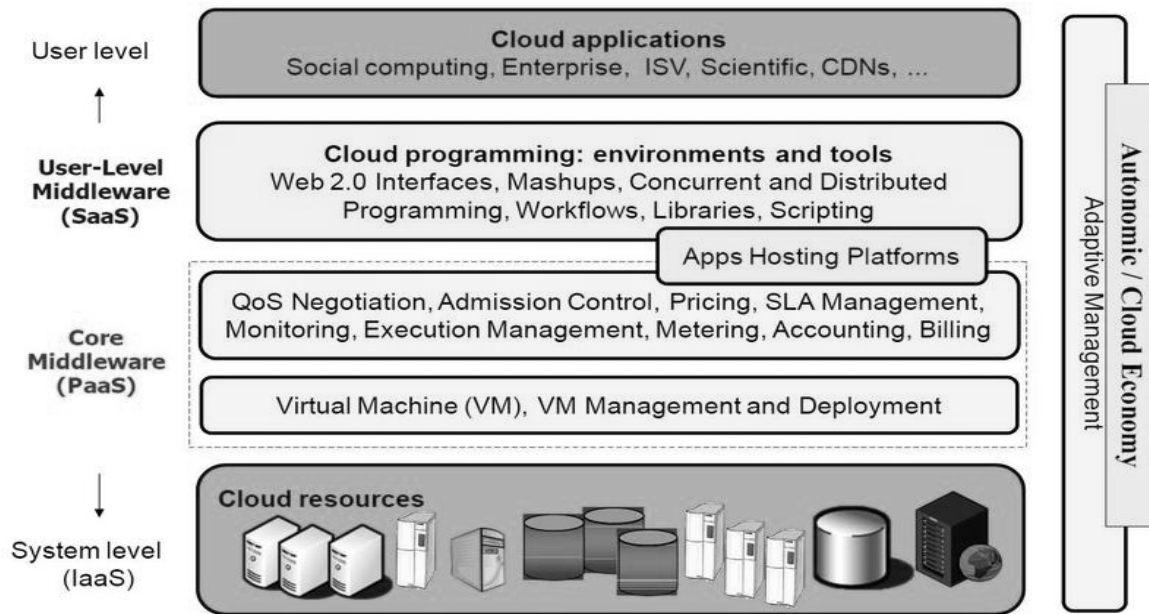 User level
Cloud applications
Social computing, Enterprise, ISV, Scientific, CDNs, ...
User-Level
Middleware
(SaaS)
Cloud programming: environments and tools
Web 2.0 Interfaces, Mashups, Concurrent and Distributed
Programming, Workflows, Libraries, Scripting
Apps Hosting Platforms
Core
Middleware
(PaaS)
QoS Negotiation, Admission Control, Pricing, SLA Management,
Monitoring, Execution Management, Metering, Accounting, Billing
Virtual Machine (VM), VM Management and Deployment
System level
(IaaS)
Cloud resources
Adaptive Management
Autonomic / Cloud Economy